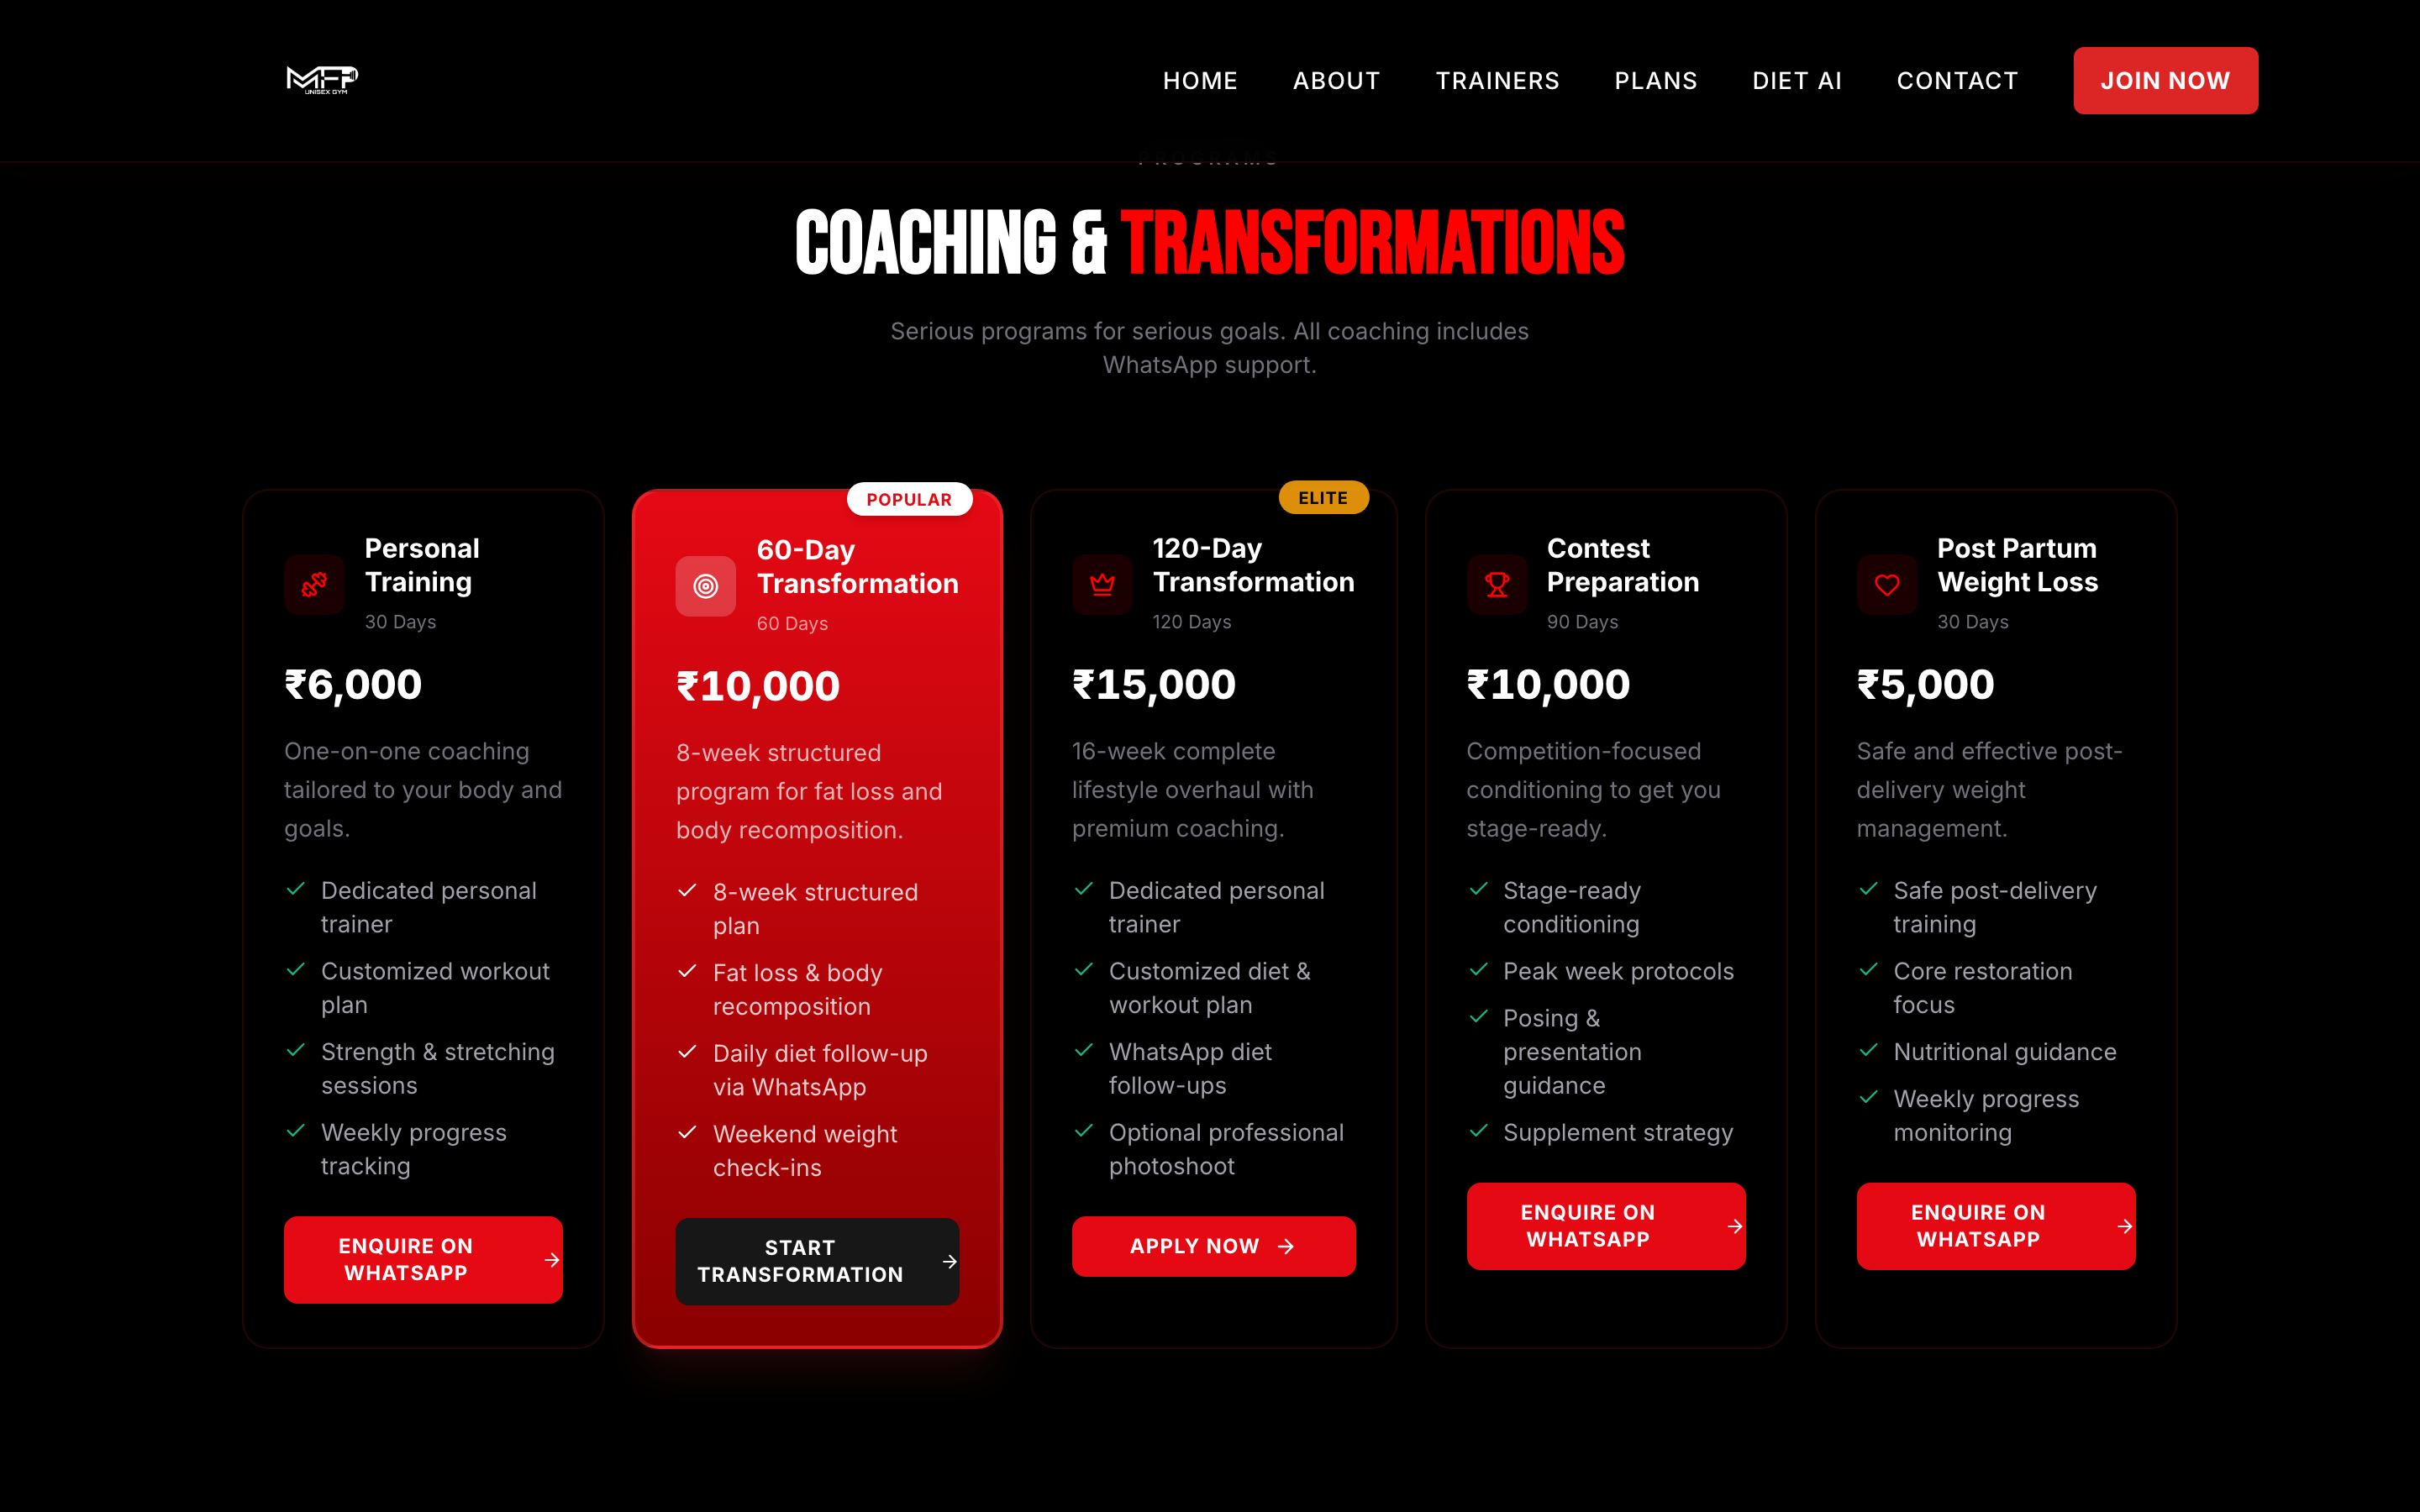 MFP
UNISEX GYM
HOME
ABOUT
TRAINERS
PLANS
DIET AI
CONTACT
JOIN NOW
PROGRAMS
COACHING & TRANSFORMATIONS
Serious programs for serious goals. All coaching includes
WhatsApp support.
Personal
Training
30 Days
₹6,000
One-on-one coaching
tailored to your body and
goals.
Dedicated personal
trainer
Customized workout
plan
Strength & stretching
sessions
Weekly progress
tracking
ENQUIRE ON
WHATSAPP
POPULAR
60-Day
Transformation
60 Days
₹10,000
8-week structured
program for fat loss and
body recomposition.
8-week structured
plan
Fat loss & body
recomposition
Daily diet follow-up
via WhatsApp
Weekend weight
check-ins
START
TRANSFORMATION
ELITE
120-Day
Transformation
120 Days
₹15,000
16-week complete
lifestyle overhaul with
premium coaching.
Dedicated personal
trainer
Customized diet &
workout plan
WhatsApp diet
follow-ups
Optional professional
photoshoot
APPLY NOW
Contest
Preparation
90 Days
₹10,000
Competition-focused
conditioning to get you
stage-ready.
Stage-ready
conditioning
Peak week protocols
Posing &
presentation
guidance
Supplement strategy
ENQUIRE ON
WHATSAPP
Post Partum
Weight Loss
30 Days
₹5,000
Safe and effective post-
delivery weight
management.
Safe post-delivery
training
Core restoration
focus
Nutritional guidance
Weekly progress
monitoring
ENQUIRE ON
WHATSAPP